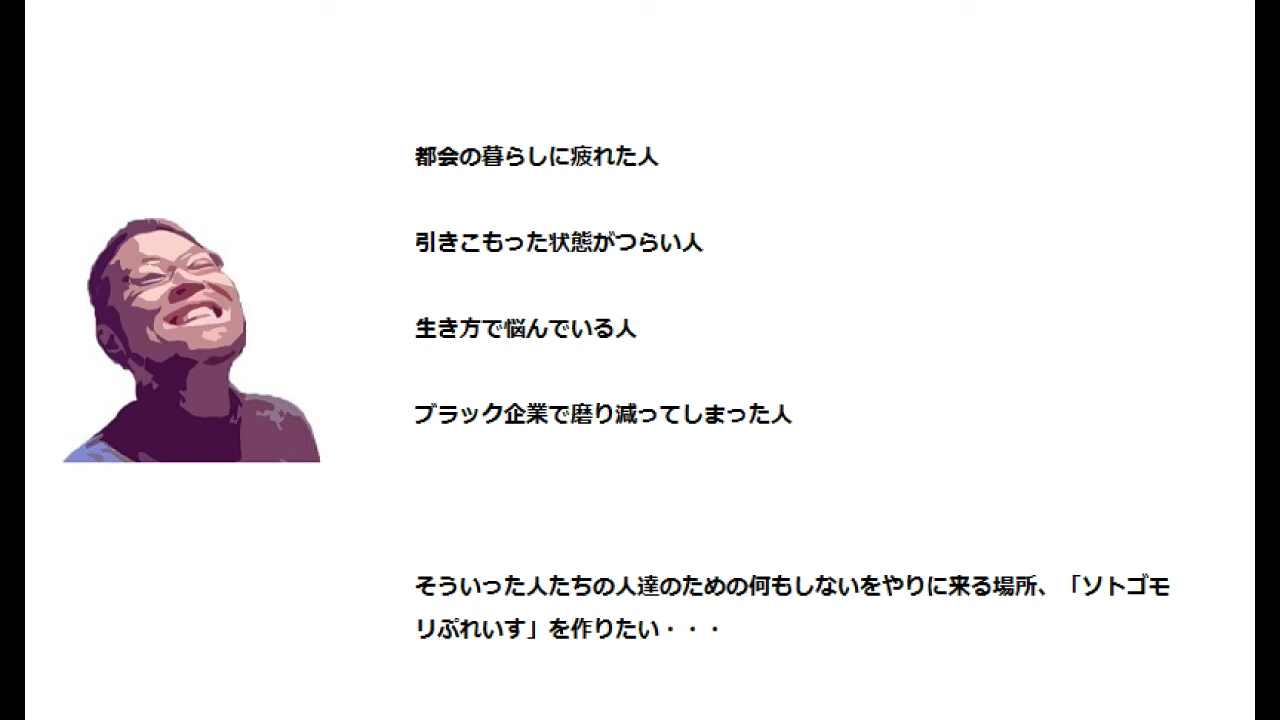 都会の暮らしに疲れた人
引きこもった状態がつらい人
生き方で悩んでいる人
ブラック企業で磨り減ってしまった人
そういった人たちの人達のための何もしないをやりに来る場所、「ソトゴモ
リぷれいす」を作りたい・・・